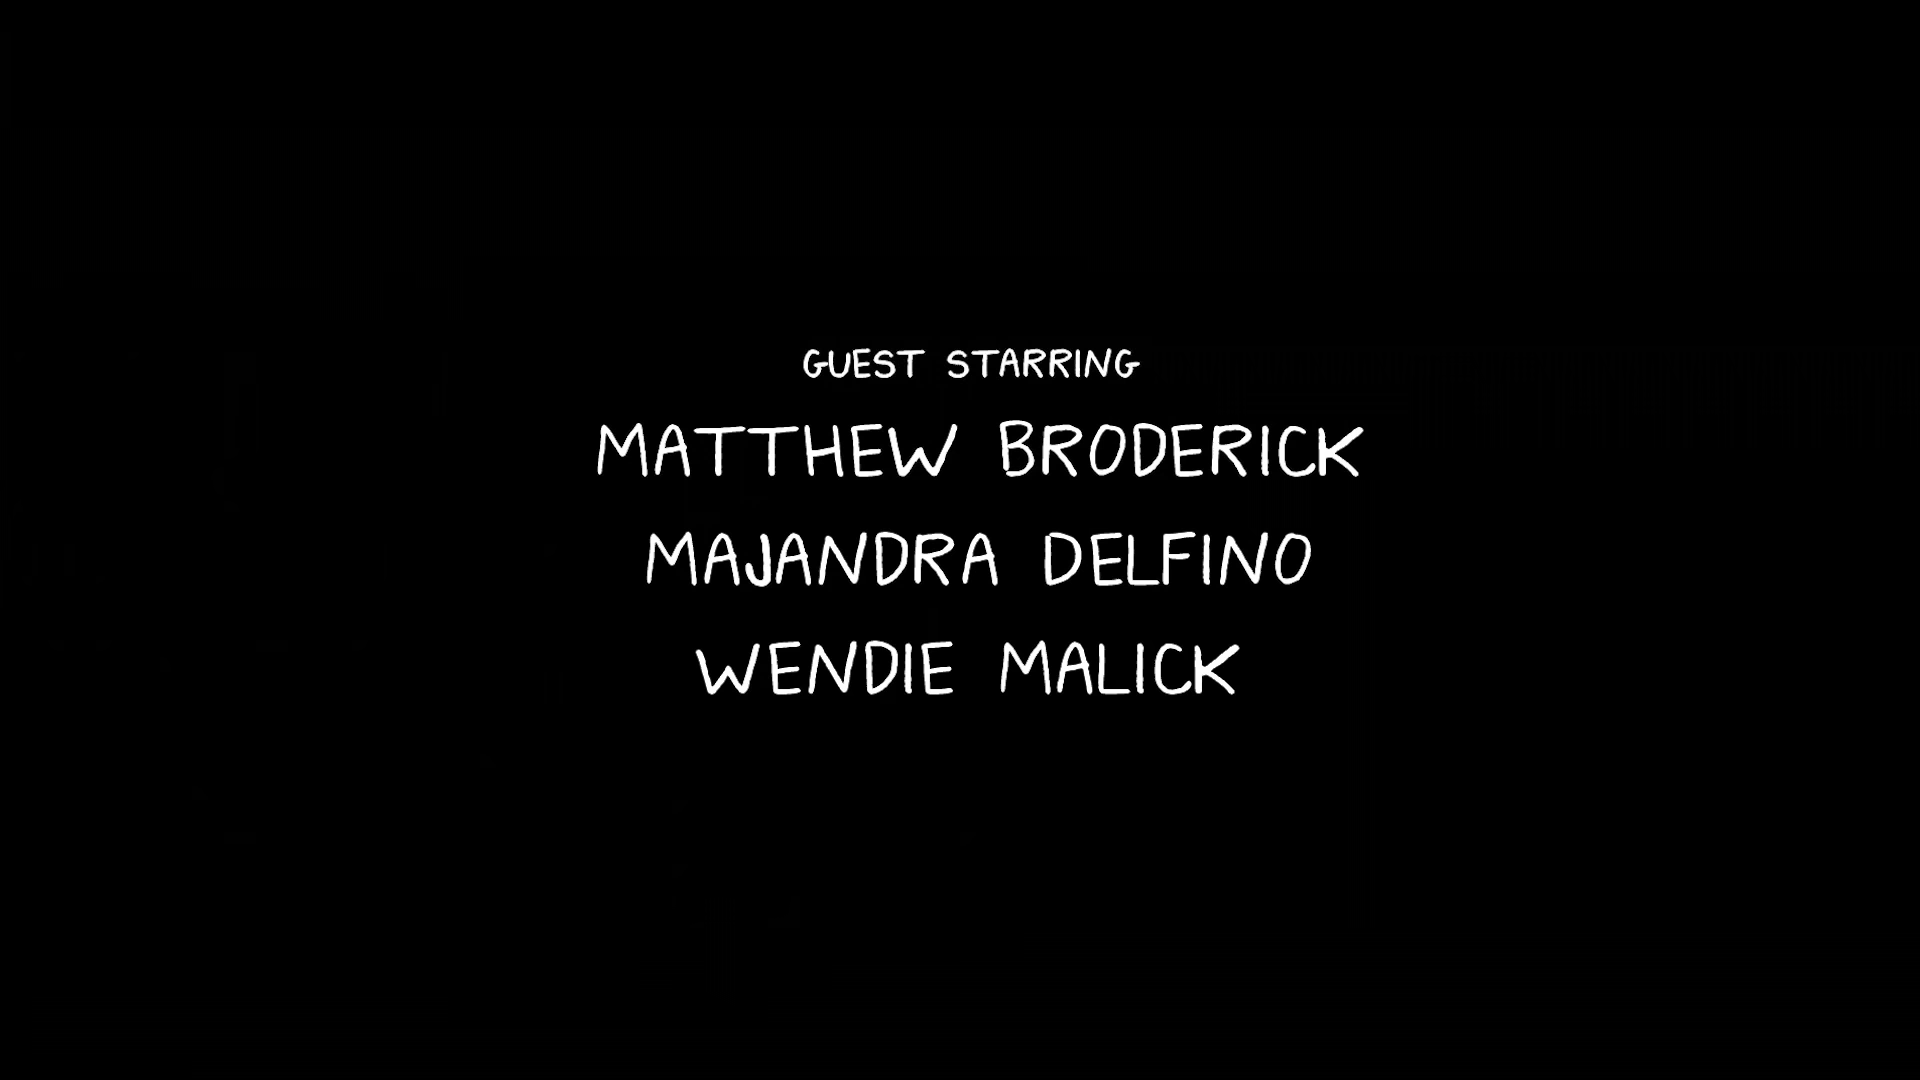 GUEST STARRING
MATTHEW BRODERICK
MAJANDRA DELFINO
WENDIE MALICK